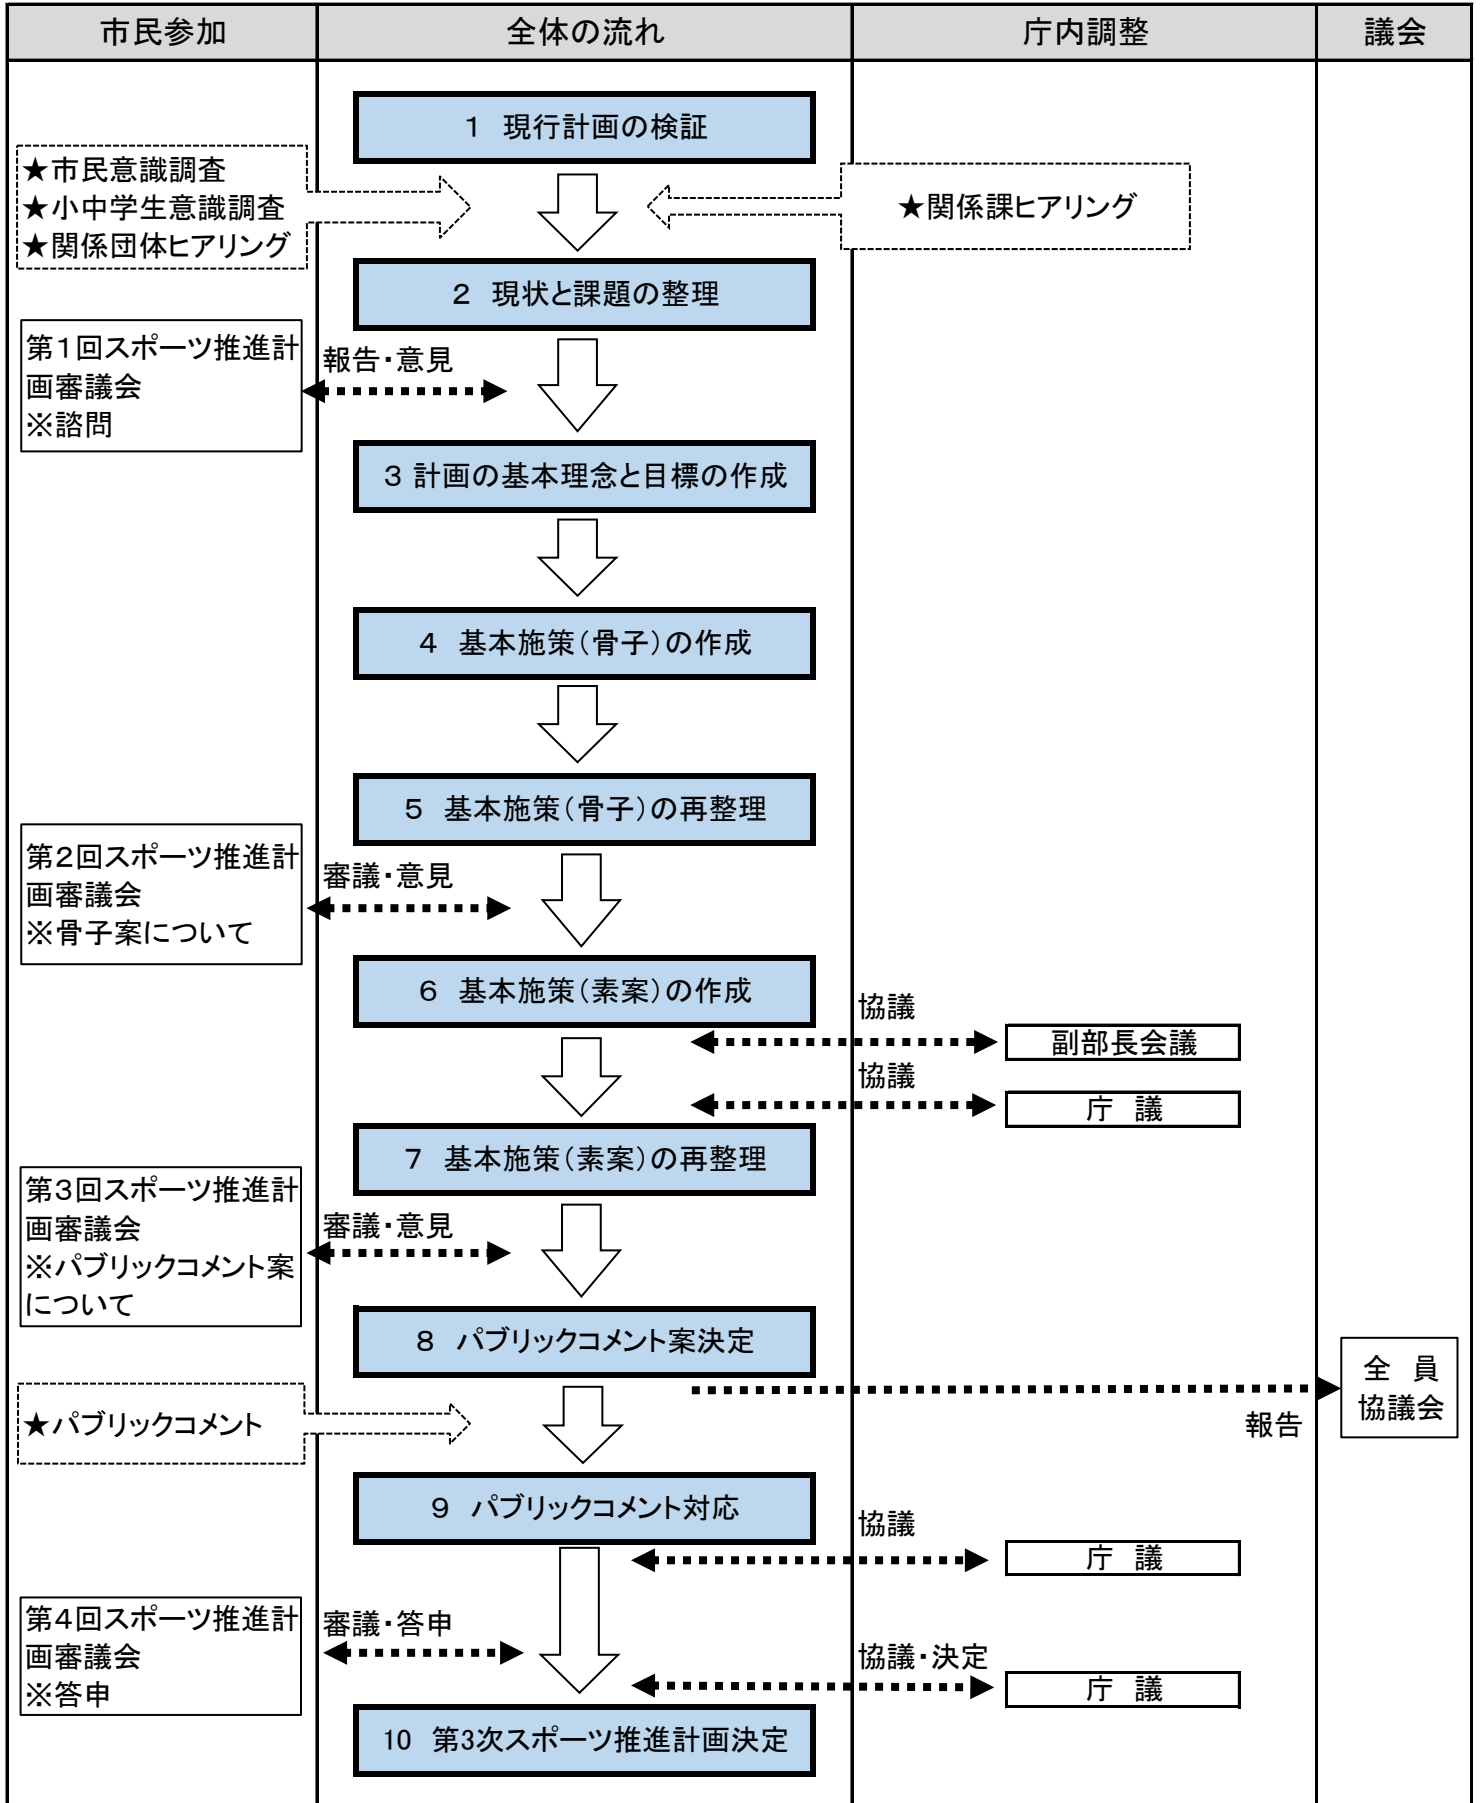 市民参加
全体の流れ
庁内調整
議会
1　現行計画の検証
★市民意識調査
★小中学生意識調査
★関係団体ヒアリング
★関係課ヒアリング
2　現状と課題の整理
第1回スポーツ推進計
画審議会
※諮問
報告・意見
3 計画の基本理念と目標の作成
4　基本施策（骨子）の作成
5　基本施策（骨子）の再整理
第2回スポーツ推進計
画審議会
※骨子案について
審議・意見
6　基本施策（素案）の作成
協議
副部長会議
協議
庁　議
7　基本施策（素案）の再整理
第3回スポーツ推進計
画審議会
※パブリックコメント案
について
審議・意見
8　パブリックコメント案決定
全　員
協議会
報告
★パブリックコメント
9　パブリックコメント対応
協議
庁　議
第4回スポーツ推進計
画審議会
※答申
審議・答申
協議・決定
庁　議
10　第3次スポーツ推進計画決定